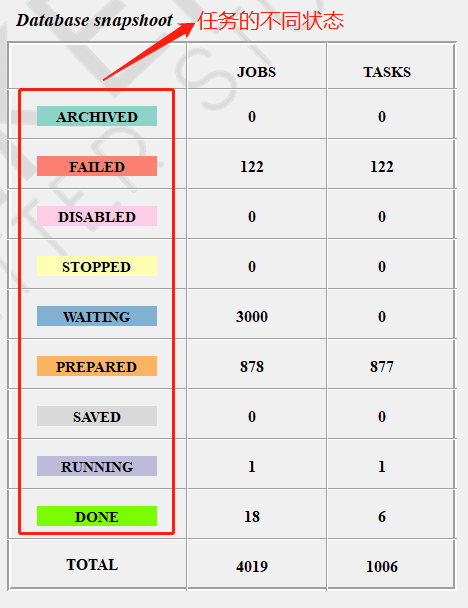 Database snapshoot 任务的不同状态
JOBS TASKS
ARCHIVED 0 0
FAILED 122 122
DISABLED 0 0
STOPPED 0 0
WAITING 3000 0
PREPARED 878 877
SAVED 0 0
RUNNING 1 1
DONE 18 6
TOTAL 4019 1006